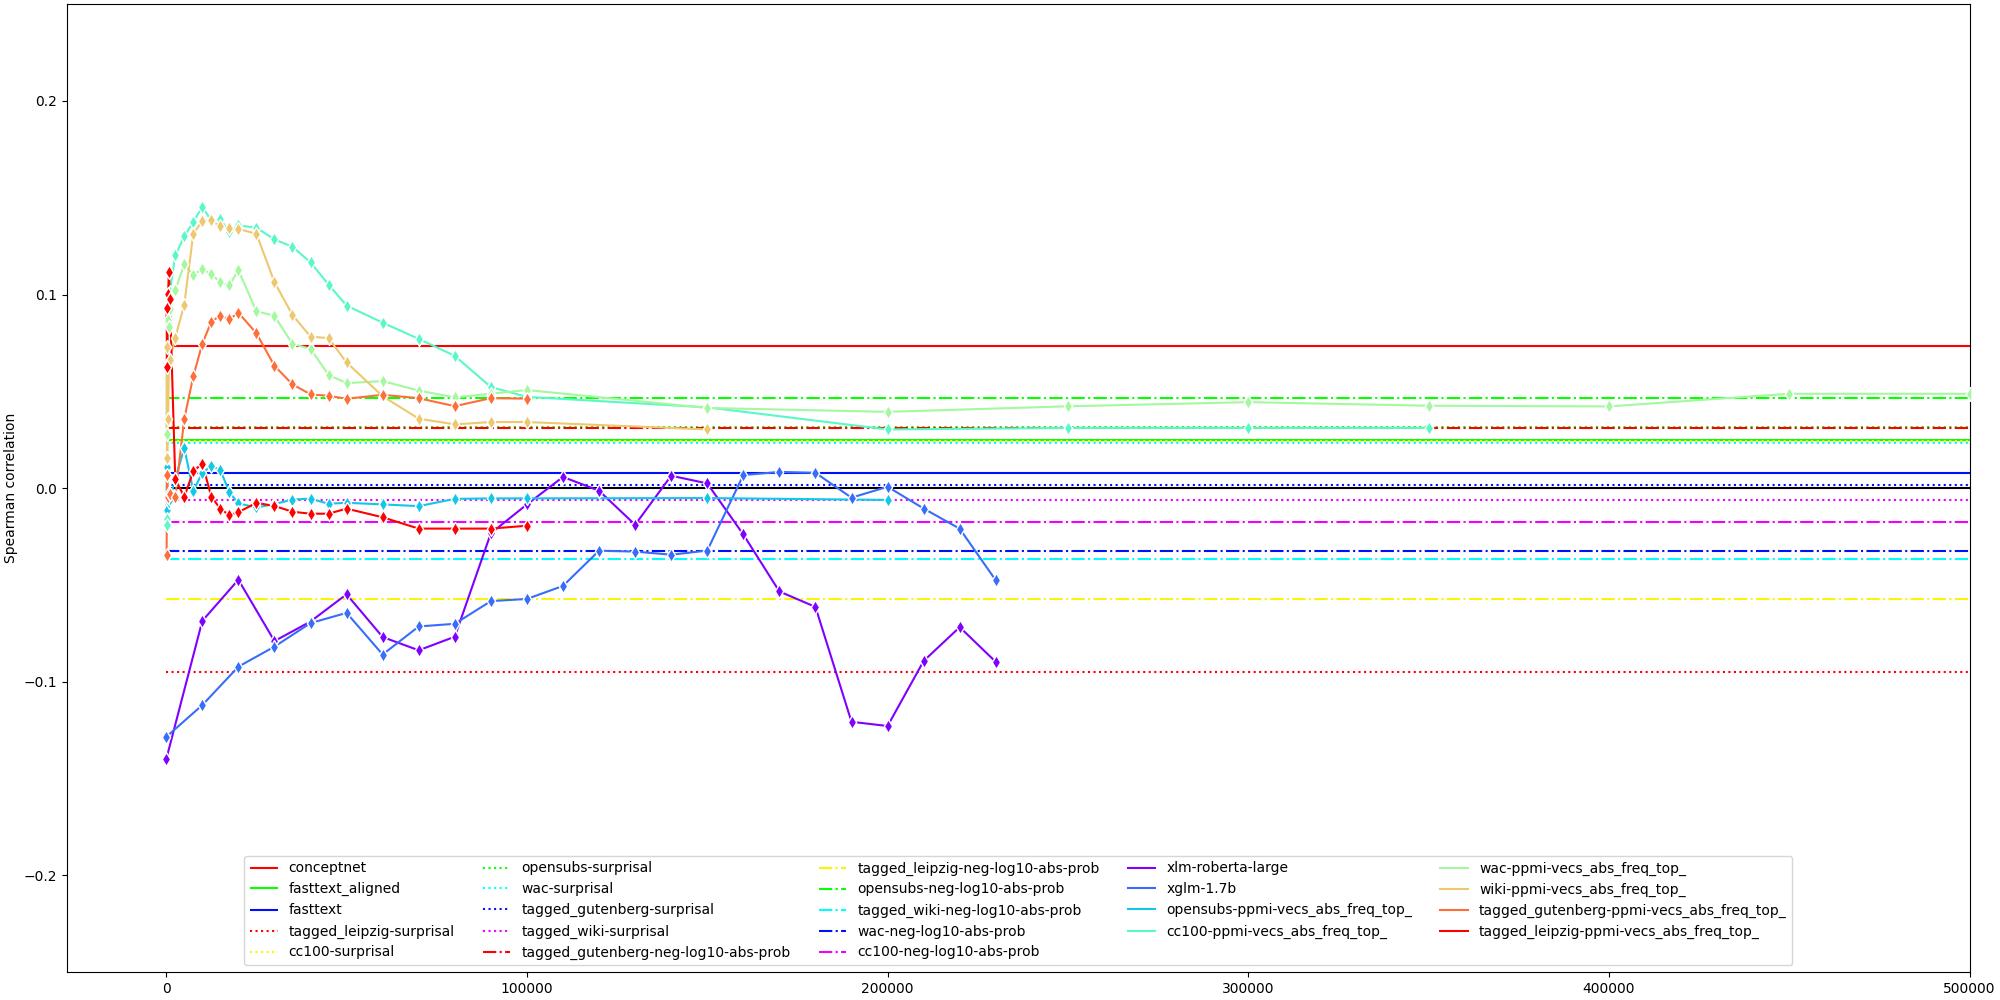 0.2
0.1
0.0
−0.1
−0.2
Spearman correlation
conceptnet
fasttext_aligned
fasttext
tagged_leipzig-surprisal
cc100-surprisal
opensubs-surprisal
wac-surprisal
tagged_gutenberg-surprisal
tagged_wiki-surprisal
tagged_gutenberg-neg-log10-abs-prob
tagged_leipzig-neg-log10-abs-prob
opensubs-neg-log10-abs-prob
tagged_wiki-neg-log10-abs-prob
wac-neg-log10-abs-prob
cc100-neg-log10-abs-prob
xlm-roberta-large
xglm-1.7b
opensubs-ppmi-vecs_abs_freq_top_
cc100-ppmi-vecs_abs_freq_top_
wac-ppmi-vecs_abs_freq_top_
wiki-ppmi-vecs_abs_freq_top_
tagged_gutenberg-ppmi-vecs_abs_freq_top_
tagged_leipzig-ppmi-vecs_abs_freq_top_
0 100000 200000 300000 400000 500000